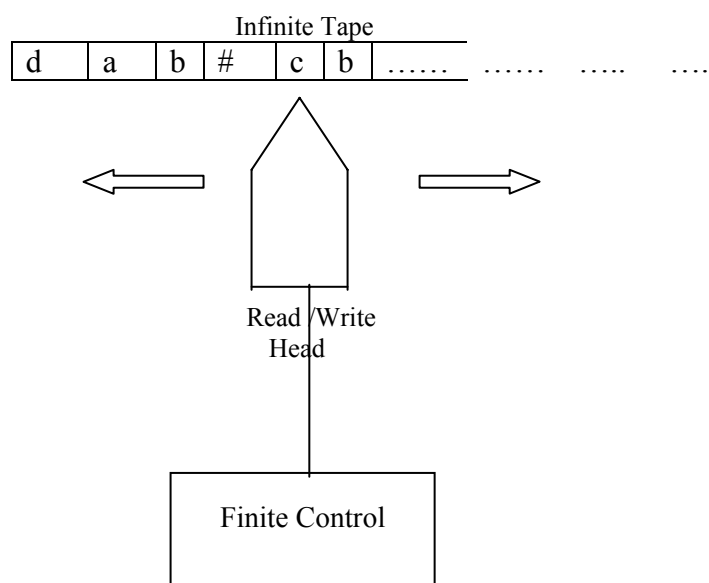 Infinite Tape
d a b # c b …… …… ….. ….
Read /Write
Head
Finite Control